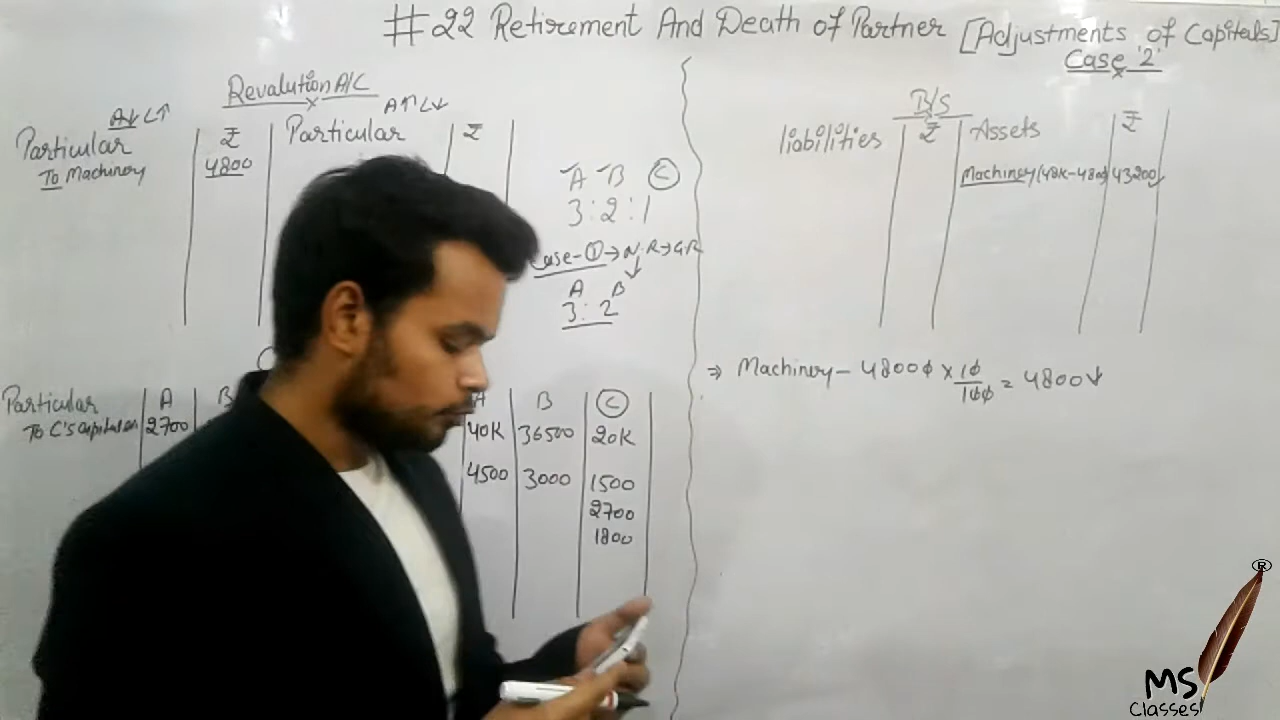 #22 Retirement And Death of Partner [Adjustments of Capitals]
Case '2'
Revalution A/C
A↓ L↑
A↑ L↓
Particular ₹ Particular ₹
To Machinery 4800
A B C
3:2:1
Case-① → N.R → G.R
A B
3:2
B/S
liabilities ₹ Assets ₹
Machinery (48K-4800) 43200
⇒ Machinery - 48000 × 10/100 = 4800↓
Particular A B
To C's Capital 2700
A B C
40K 36500 20K
4500 3000 1500
2700
1800
MS
Classes
®